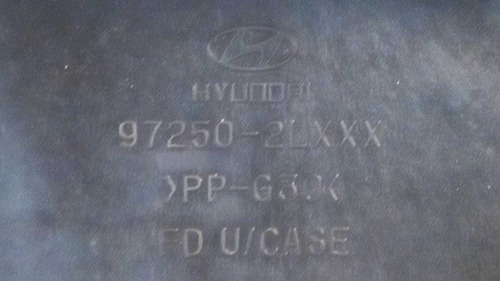 HYUNDAI
97250-2LXXX
>PP-G30<
FD U/CASE